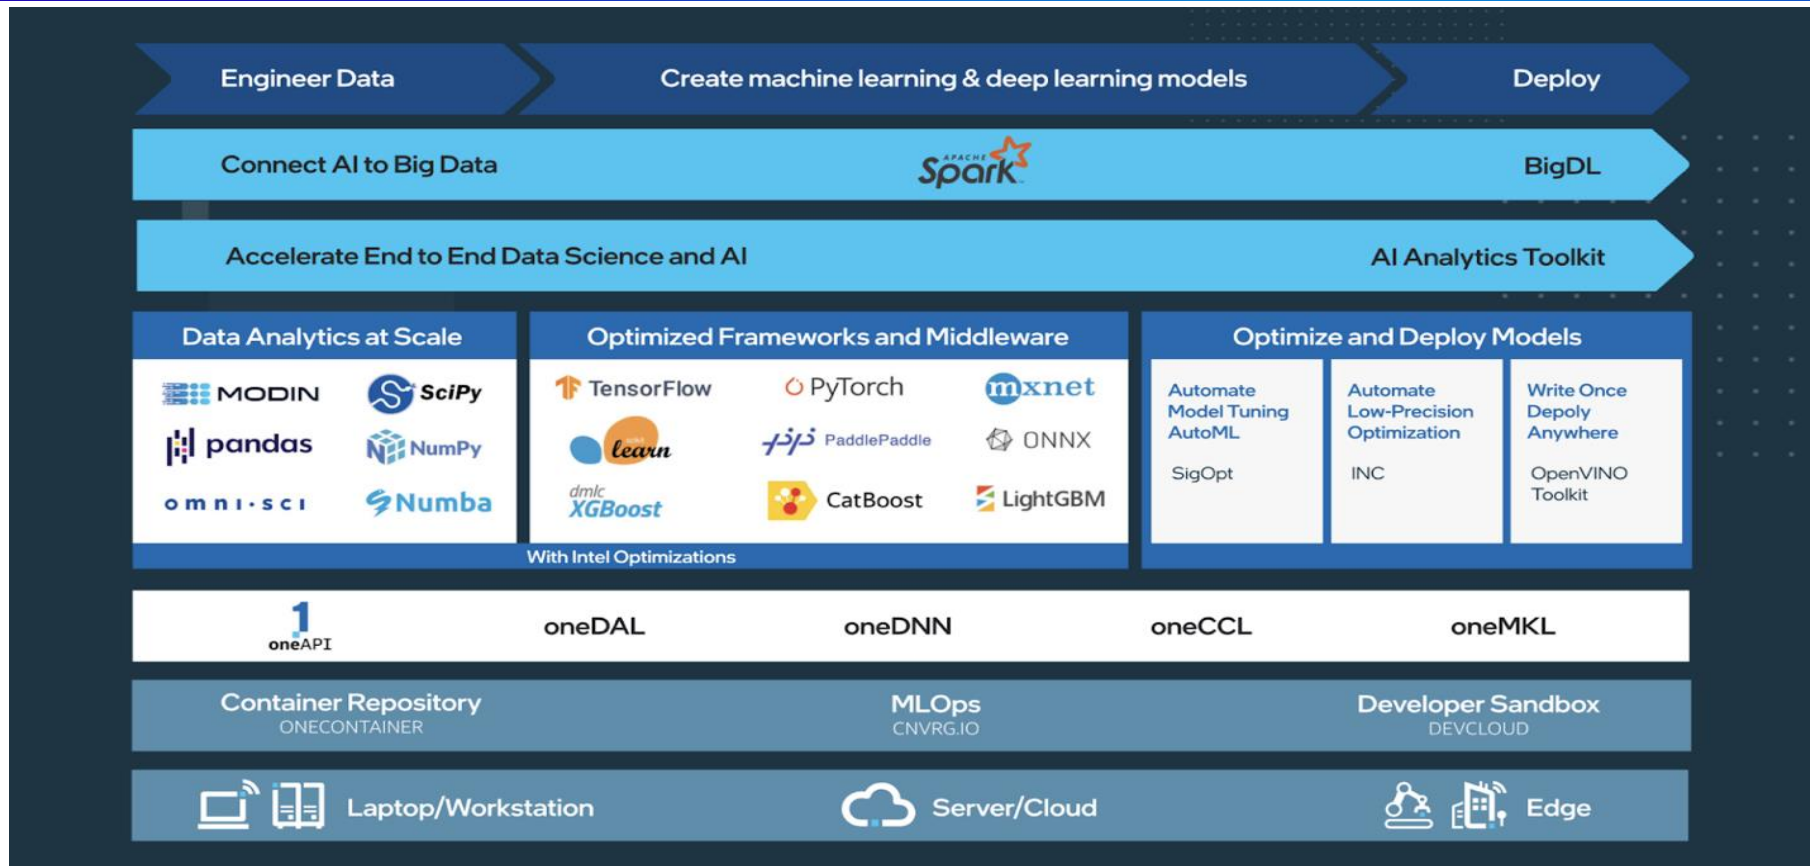 Engineer Data
Create machine learning & deep learning models
Deploy
Connect AI to Big Data
APACHE
Spark
BigDL
Accelerate End to End Data Science and AI
AI Analytics Toolkit
Data Analytics at Scale
MODIN
SciPy
pandas
NumPy
omni·sci
Numba
Optimized Frameworks and Middleware
TensorFlow
PyTorch
mxnet
scikit
learn
PaddlePaddle
ONNX
dmlc
XGBoost
CatBoost
LightGBM
With Intel Optimizations
Optimize and Deploy Models
Automate
Model Tuning
AutoML
SigOpt
Automate
Low-Precision
Optimization
INC
Write Once
Depoly
Anywhere
OpenVINO
Toolkit
1
oneAPI
oneDAL
oneDNN
oneCCL
oneMKL
Container Repository
ONECONTAINER
MLOps
CNVRG.IO
Developer Sandbox
DEVCLOUD
Laptop/Workstation
Server/Cloud
Edge